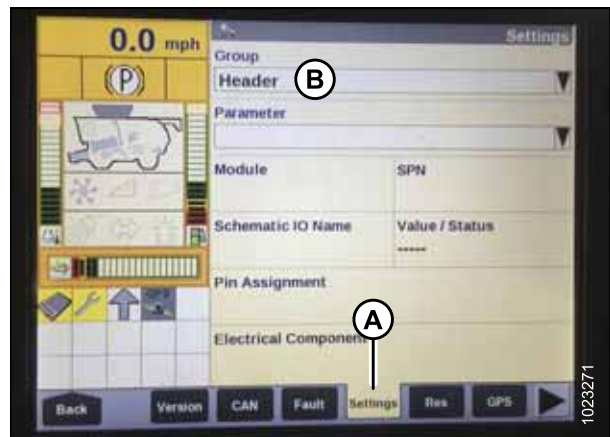 0.0 mph
(P)
Settings
Group
Header
B
Parameter
Module
SPN
Schematic IO Name
Value / Status
-----
Pin Assignment
A
Electrical Component
Back
Version
CAN
Fault
Settings
Res
GPS
1023271